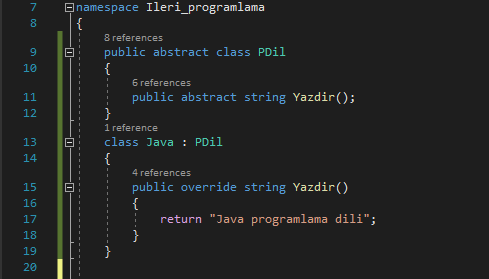 7 namespace Ileri_programlama
8 {
8 references
9 public abstract class PDil
10 {
6 references
11 public abstract string Yazdir();
12 }
1 reference
13 class Java : PDil
14 {
4 references
15 public override string Yazdir()
16 {
17 return "Java programlama dili";
18 }
19 }
20